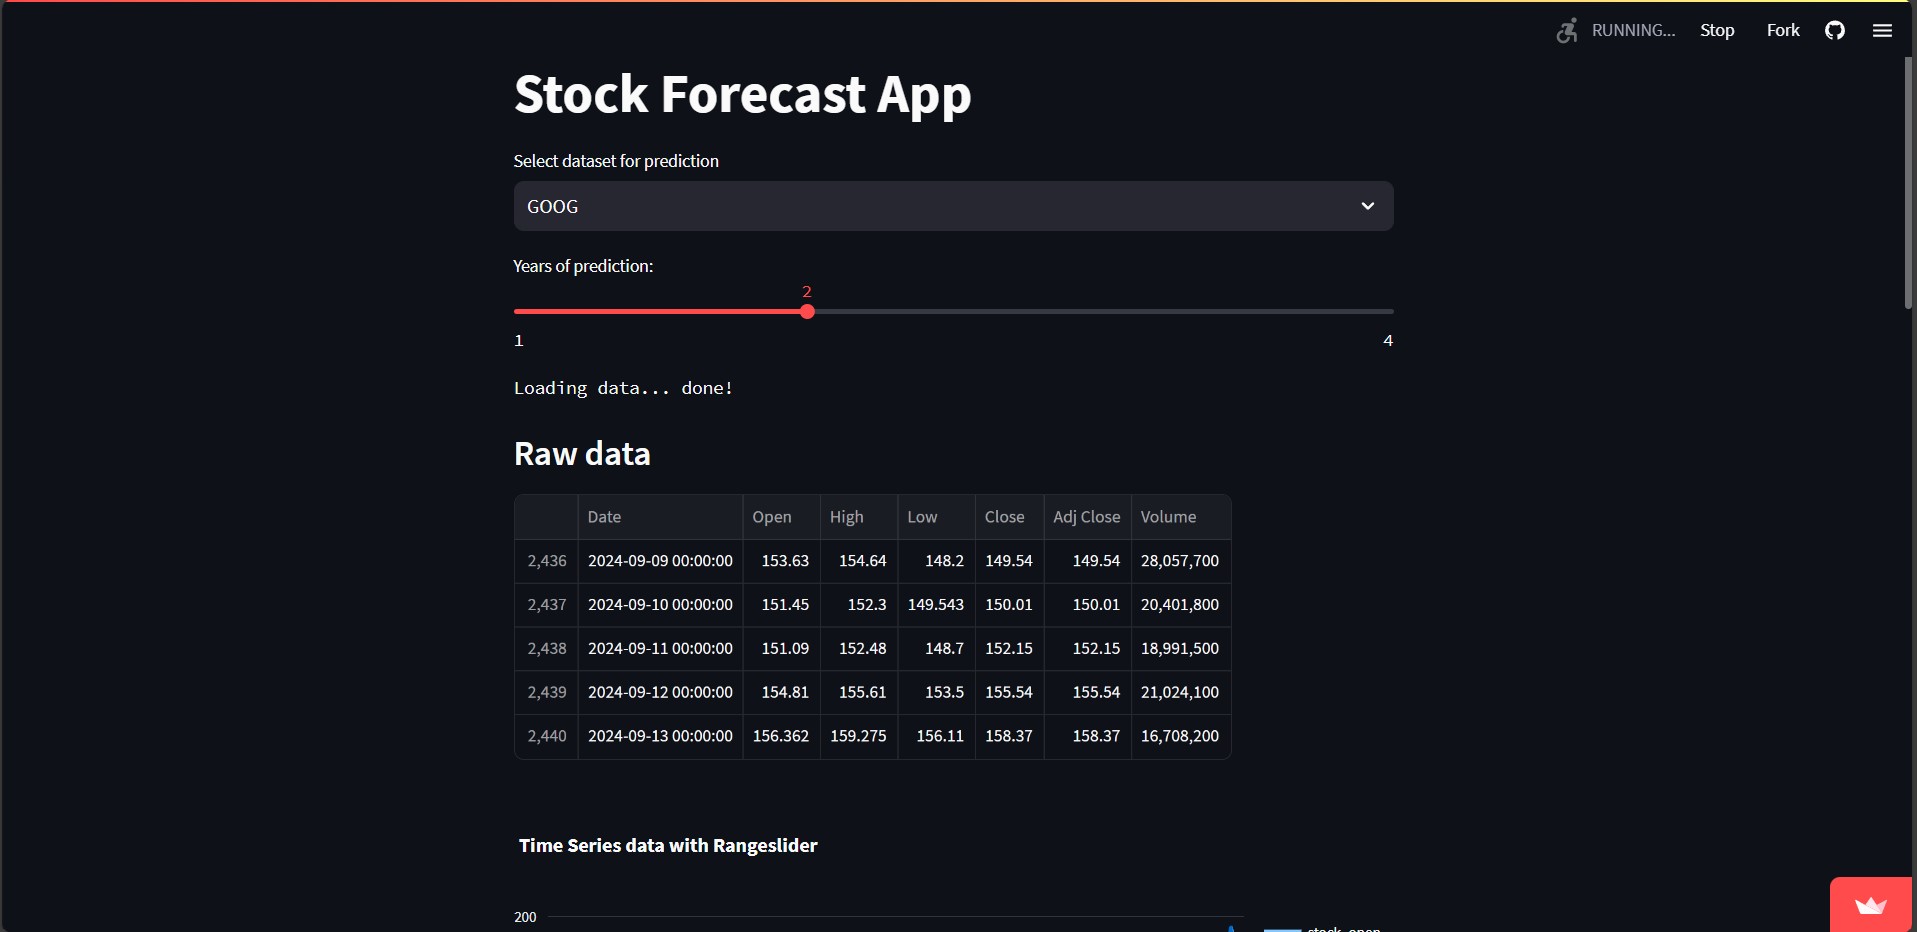 RUNNING... Stop Fork
Stock Forecast App
Select dataset for prediction
GOOG
Years of prediction:
2
1 4
Loading data... done!
Raw data
Date Open High Low Close Adj Close Volume
2,436 2024-09-09 00:00:00 153.63 154.64 148.2 149.54 149.54 28,057,700
2,437 2024-09-10 00:00:00 151.45 152.3 149.543 150.01 150.01 20,401,800
2,438 2024-09-11 00:00:00 151.09 152.48 148.7 152.15 152.15 18,991,500
2,439 2024-09-12 00:00:00 154.81 155.61 153.5 155.54 155.54 21,024,100
2,440 2024-09-13 00:00:00 156.362 159.275 156.11 158.37 158.37 16,708,200
Time Series data with Rangeslider
200
stock_open